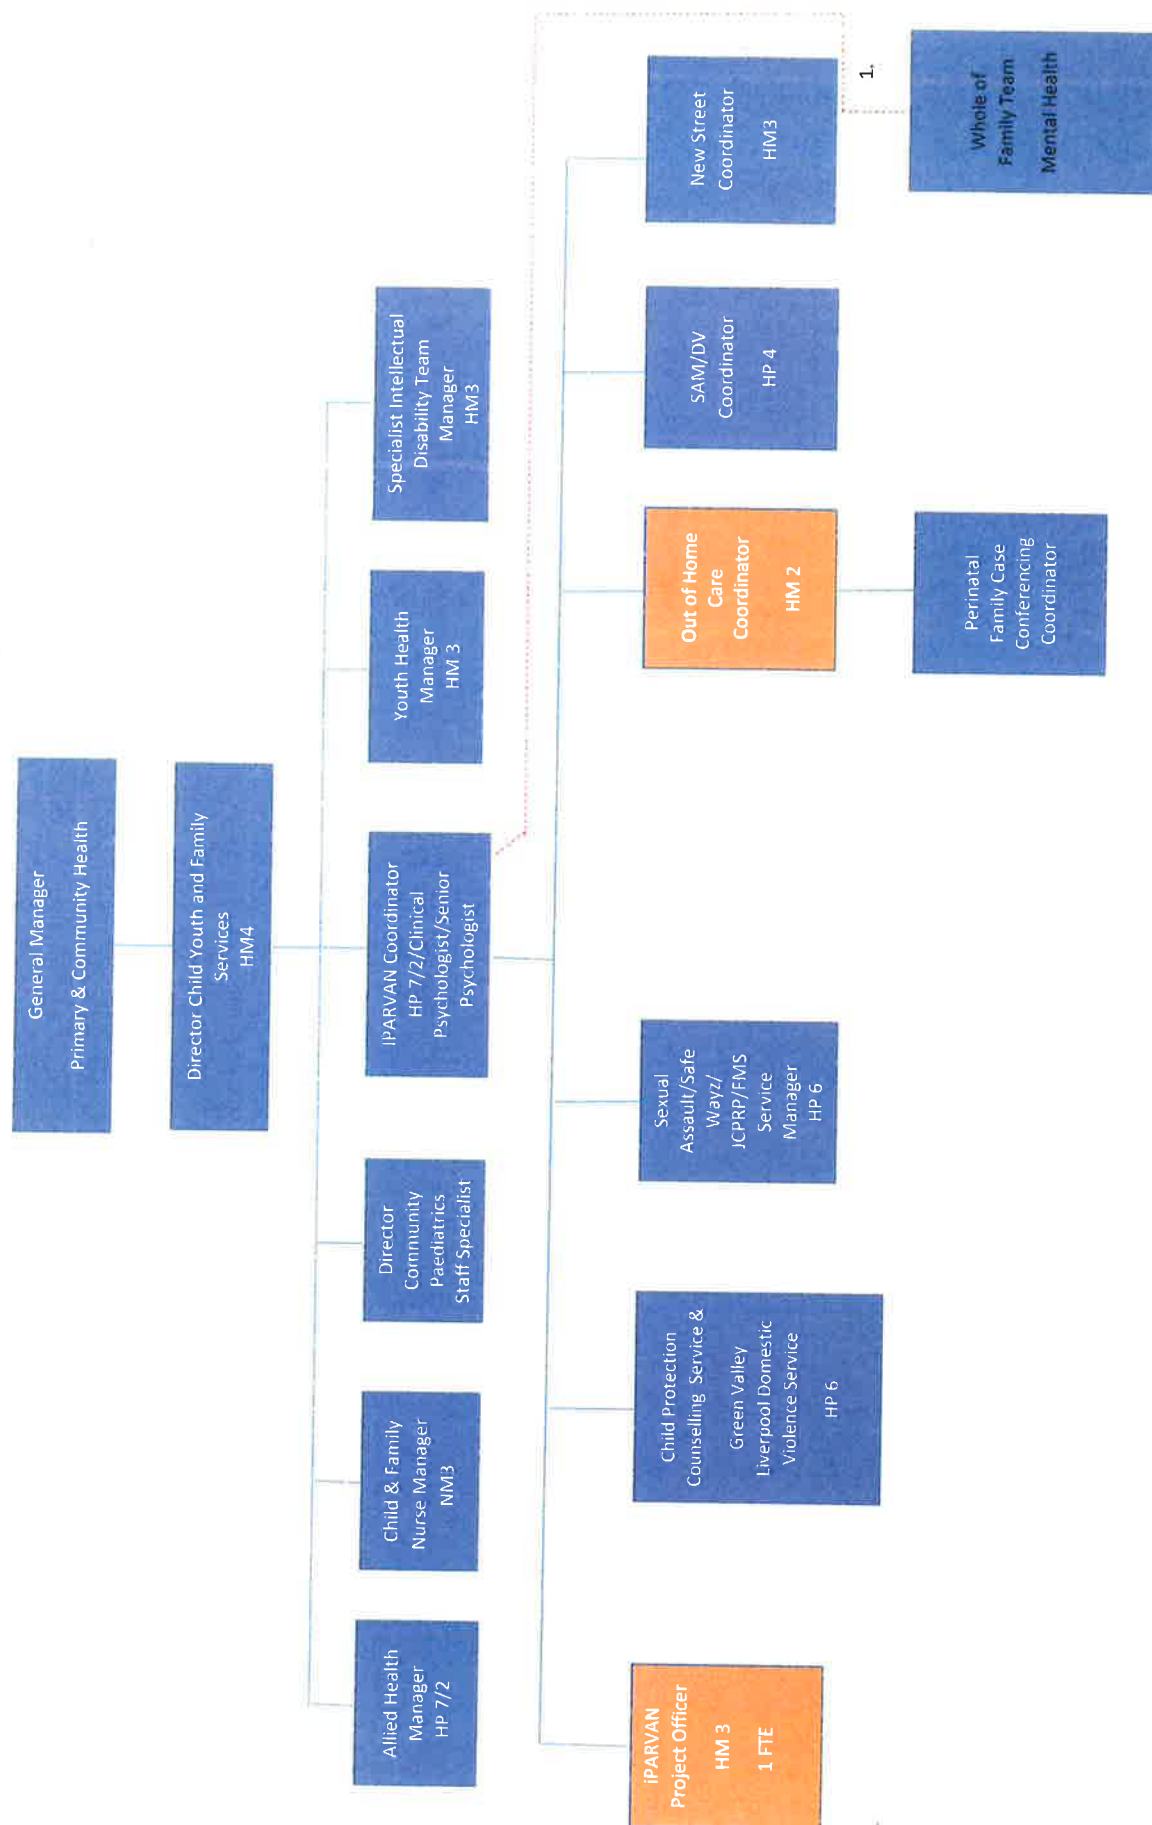 General Manager
Primary & Community Health
Director Child Youth and Family
Services
HM4
Allied Health
Manager
HP 7/2
Child & Family
Nurse Manager
NM3
Director
Community
Paediatrics
Staff Specialist
IPARVAN Coordinator
HP 7/2/Clinical
Psychologist/Senior
Psychologist
Youth Health
Manager
HM 3
Specialist Intellectual
Disability Team
Manager
HM3
iPARVAN
Project Officer
HM 3
1 FTE
Child Protection
Counselling Service &
Green Valley
Liverpool Domestic
Violence Service
HP 6
Sexual
Assault/Safe
Wayz/
JCPRP/FMS
Service
Manager
HP 6
Out of Home
Care
Coordinator
HM 2
SAM/DV
Coordinator
HP 4
New Street
Coordinator
HM3
1.
Perinatal
Family Case
Conferencing
Coordinator
Whole of
Family Team
Mental Health